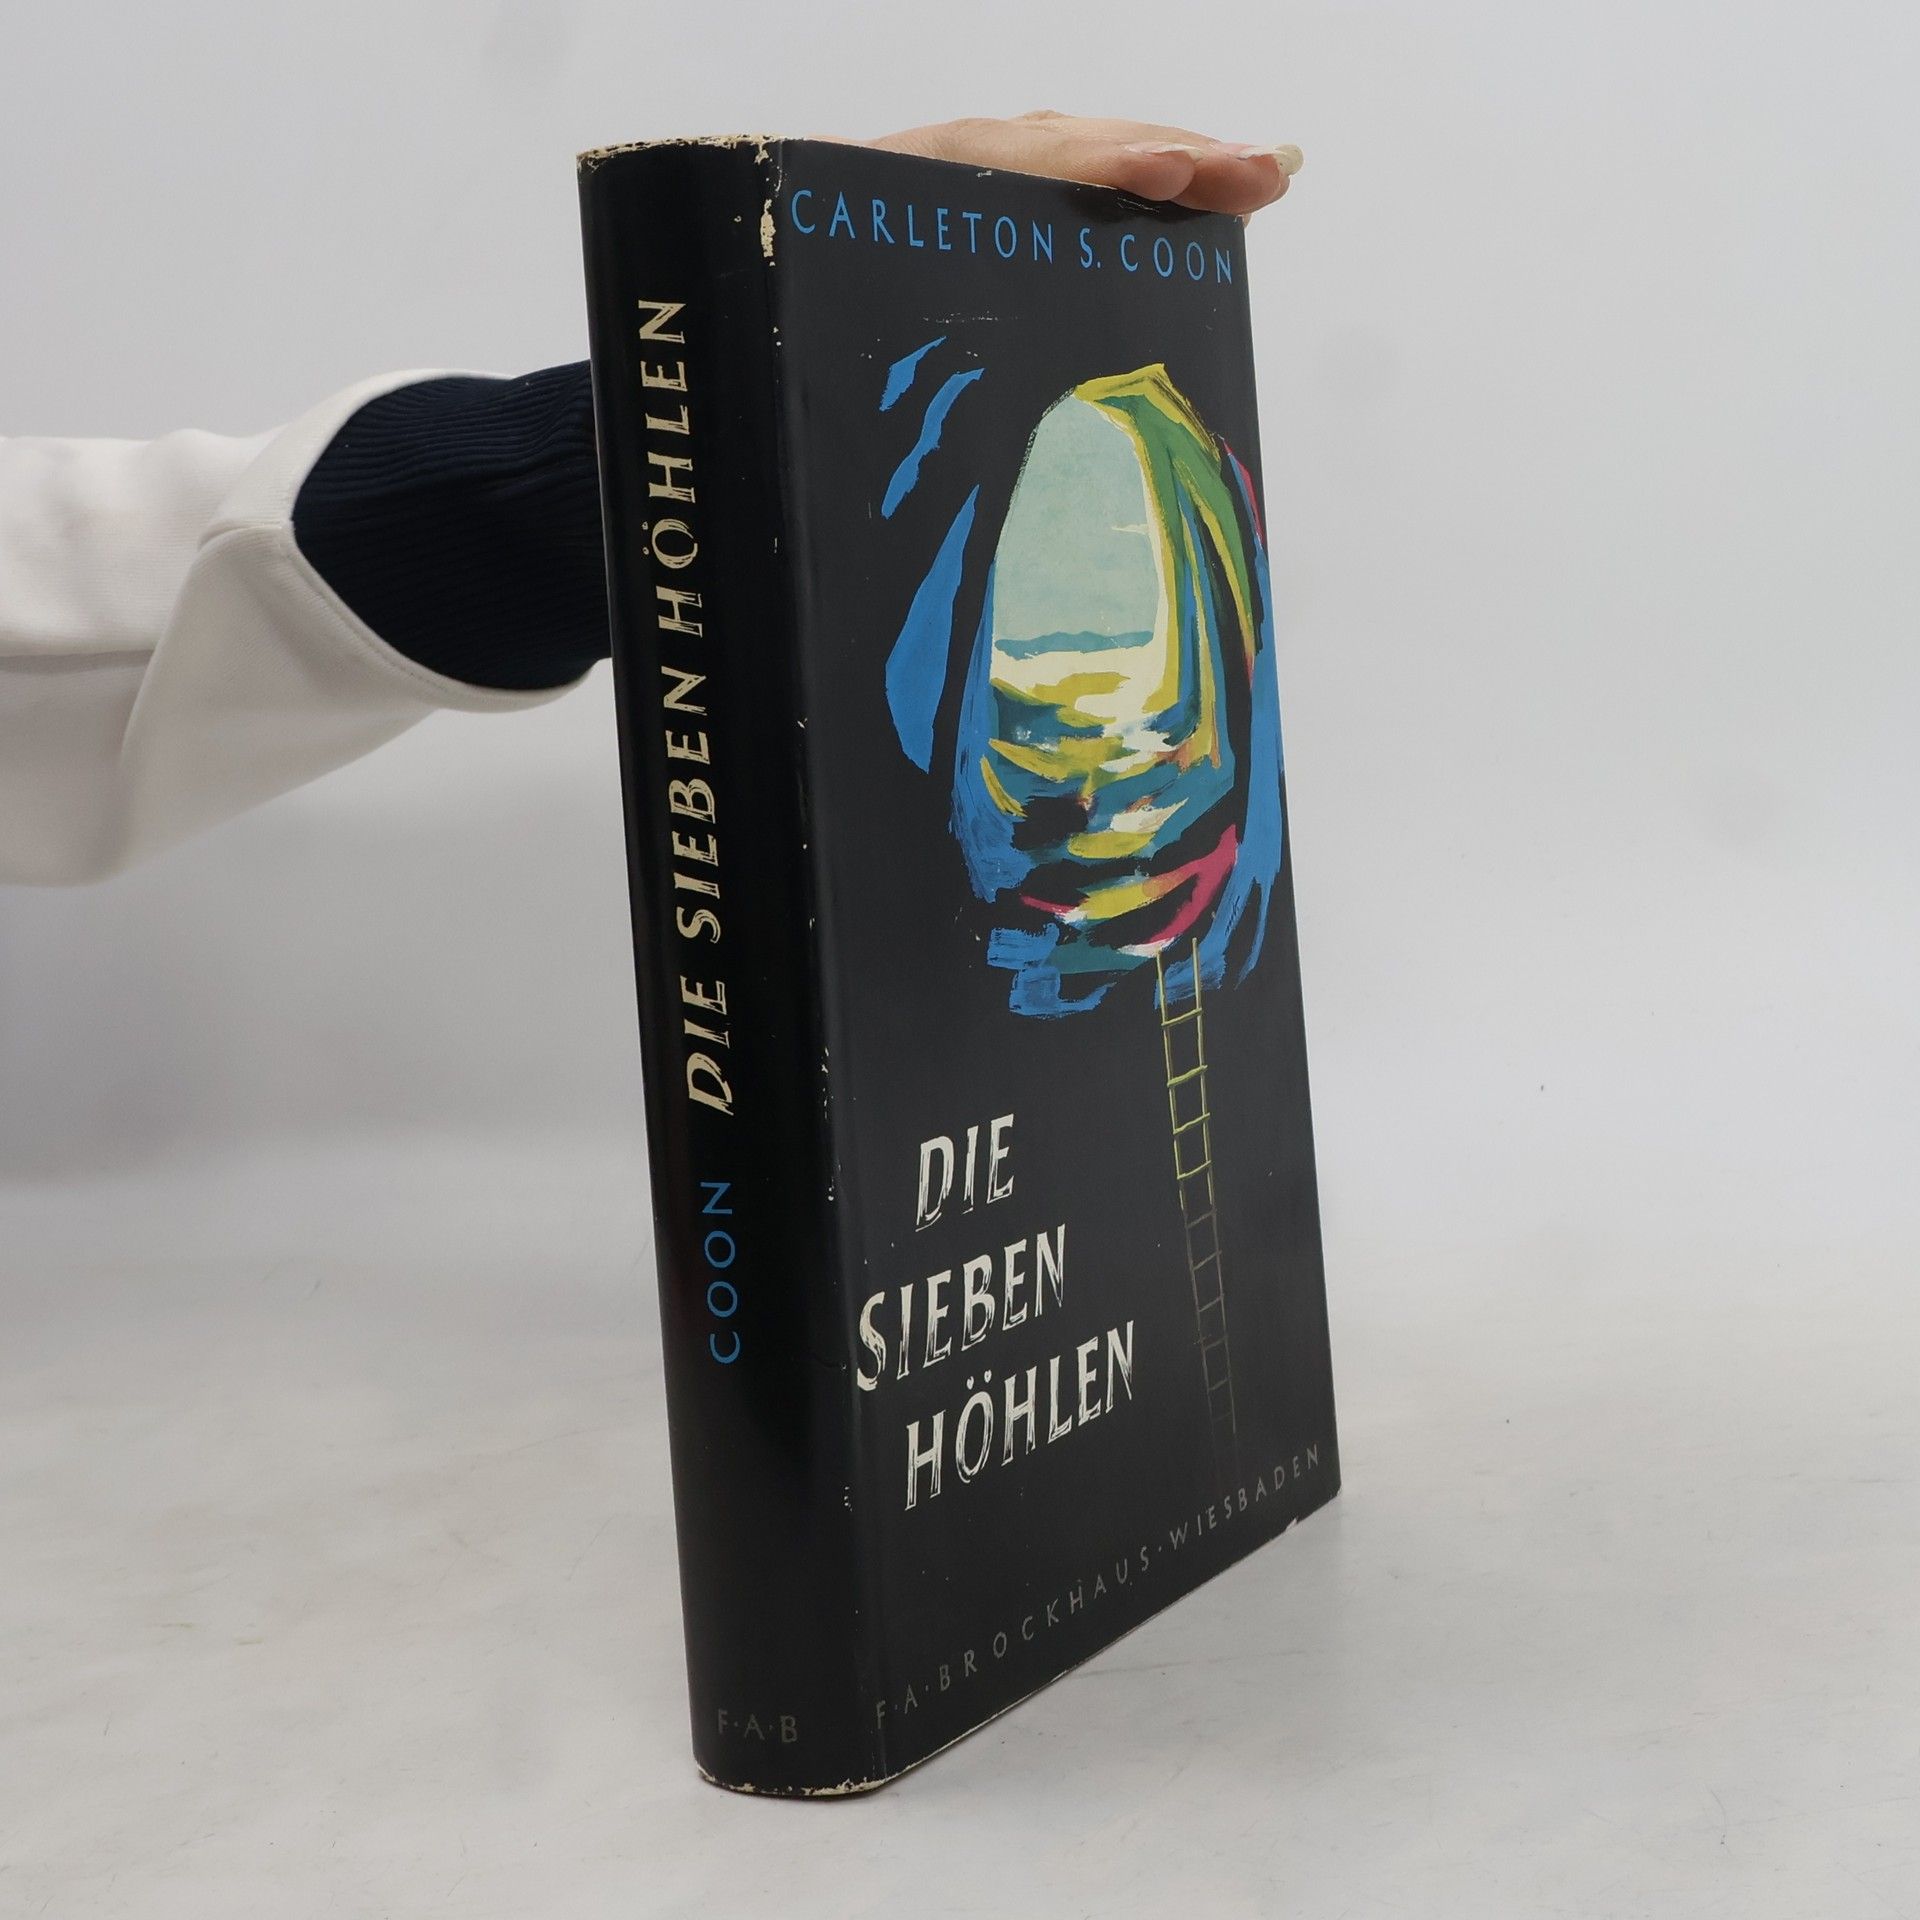 CARLETON S. COON
DIE
SIEBEN
HÖHLEN
F·A·BROCKHAUS·WIESBADEN
COON DIE SIEBEN HÖHLEN
F·A·B